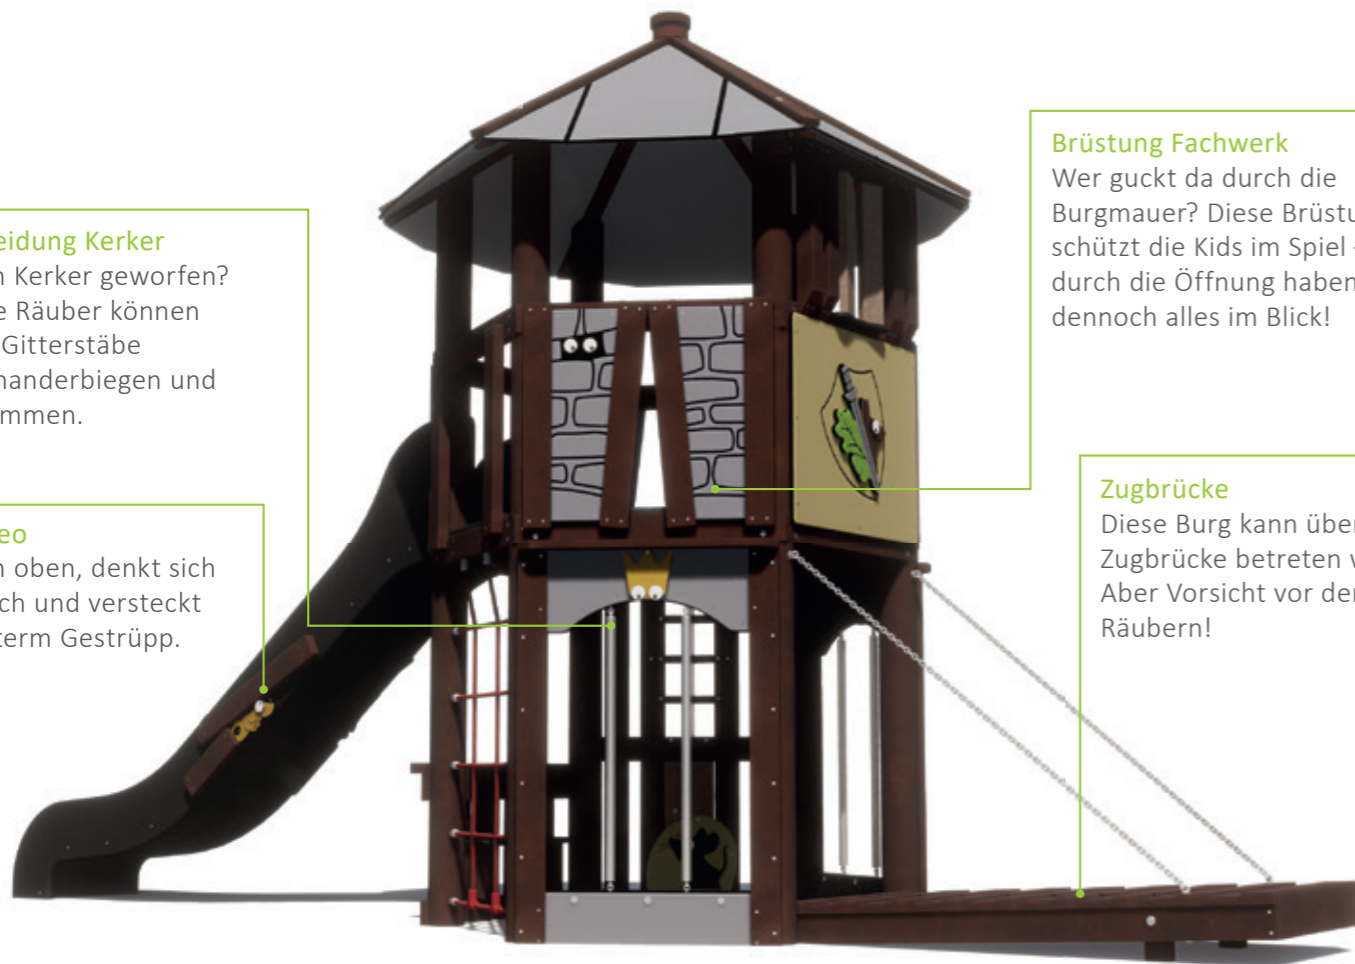 Brüstung Fachwerk
Wer guckt da durch die
Burgmauer? Diese Brüstu
schützt die Kids im Spiel -
durch die Öffnung haben
dennoch alles im Blick!
eidung Kerker
n Kerker geworfen?
e Räuber können
Gitterstäbe
nanderbiegen und
mmen.
Zugbrücke
Diese Burg kann über
Zugbrücke betreten w
Aber Vorsicht vor der
Räubern!
eo
n oben, denkt sich
ch und versteckt
term Gestrüpp.